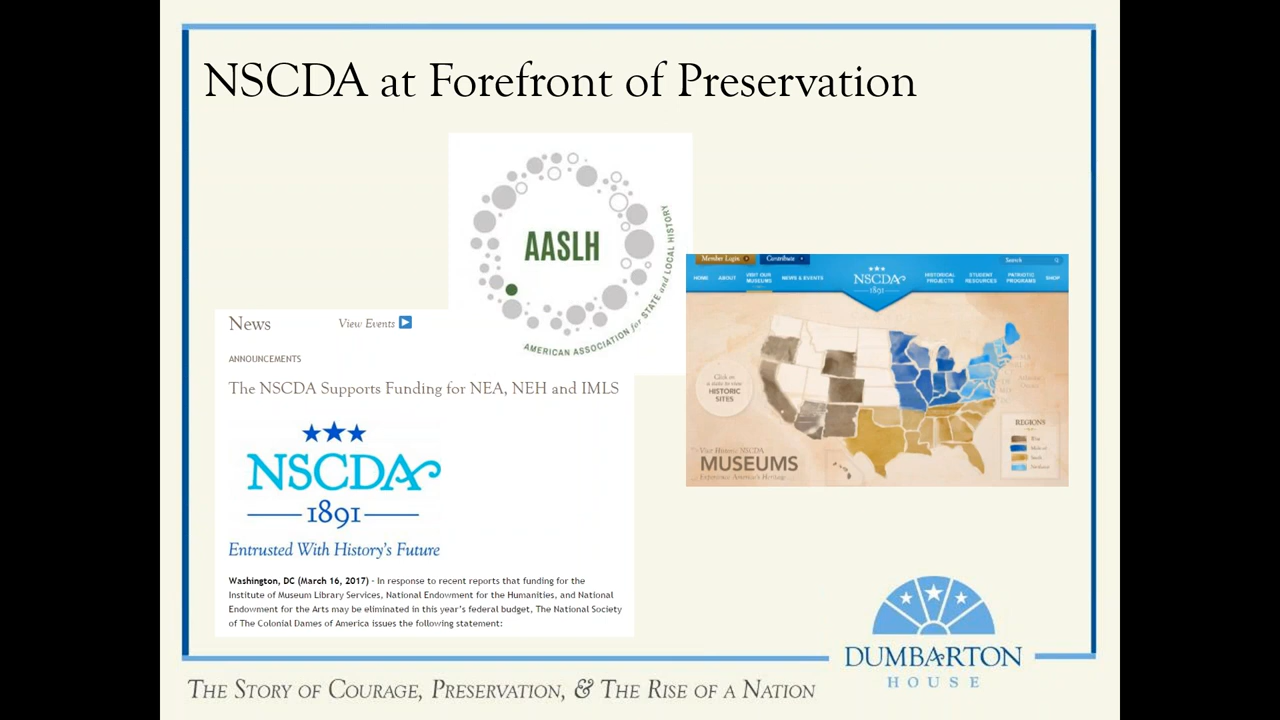 NSCDA at Forefront of Preservation
AASLH
AMERICAN ASSOCIATION for STATE and LOCAL HISTORY
News
View Events
ANNOUNCEMENTS
The NSCDA Supports Funding for NEA, NEH and IMLS
NSCDA
1891
Entrusted With History's Future
Washington, DC (March 16, 2017) - In response to recent reports that funding for the
Institute of Museum Library Services, National Endowment for the Humanities, and National
Endowment for the Arts may be eliminated in this year's federal budget, The National Society
of The Colonial Dames of America issues the following statement:
Member Login
Contribute
Search
HOME
ABOUT
VISIT OUR
MUSEUMS
NEWS & EVENTS
NSCDA
1891
HISTORICAL
PROJECTS
STUDENT
RESOURCES
PATRIOTIC
PROGRAMS
SHOP
Click on
a state to view
HISTORIC
SITES
REGIONS
Visit Historic NSCDA
MUSEUMS
Experience America's Heritage
DUMBARTON
HOUSE
THE STORY OF COURAGE, PRESERVATION, & THE RISE OF A NATION